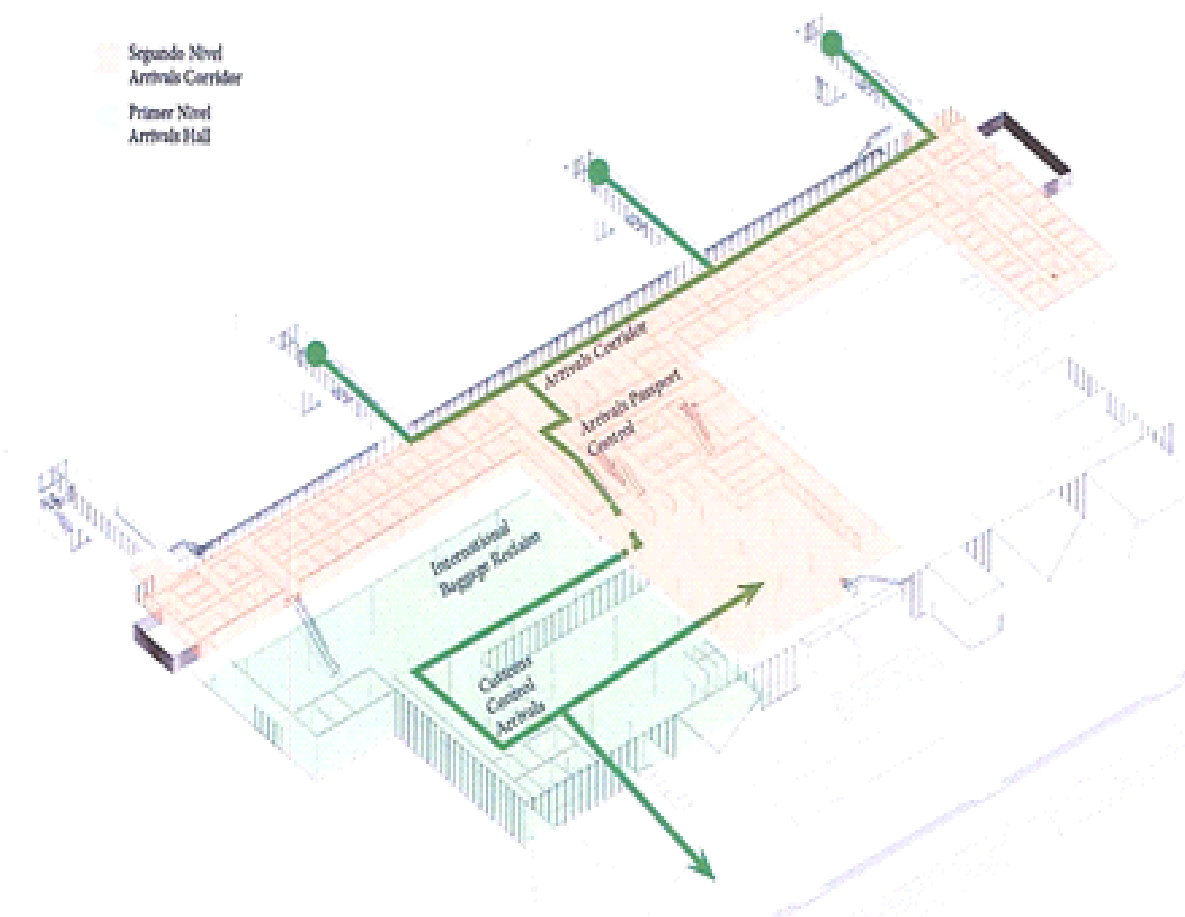 Segundo Nivel
Arrivals Corridor
Primer Nivel
Arrivals Hall
Arrivals Corridor
Arrivals Passport
Control
International
Baggage Reclaim
Customs
Control
Arrivals